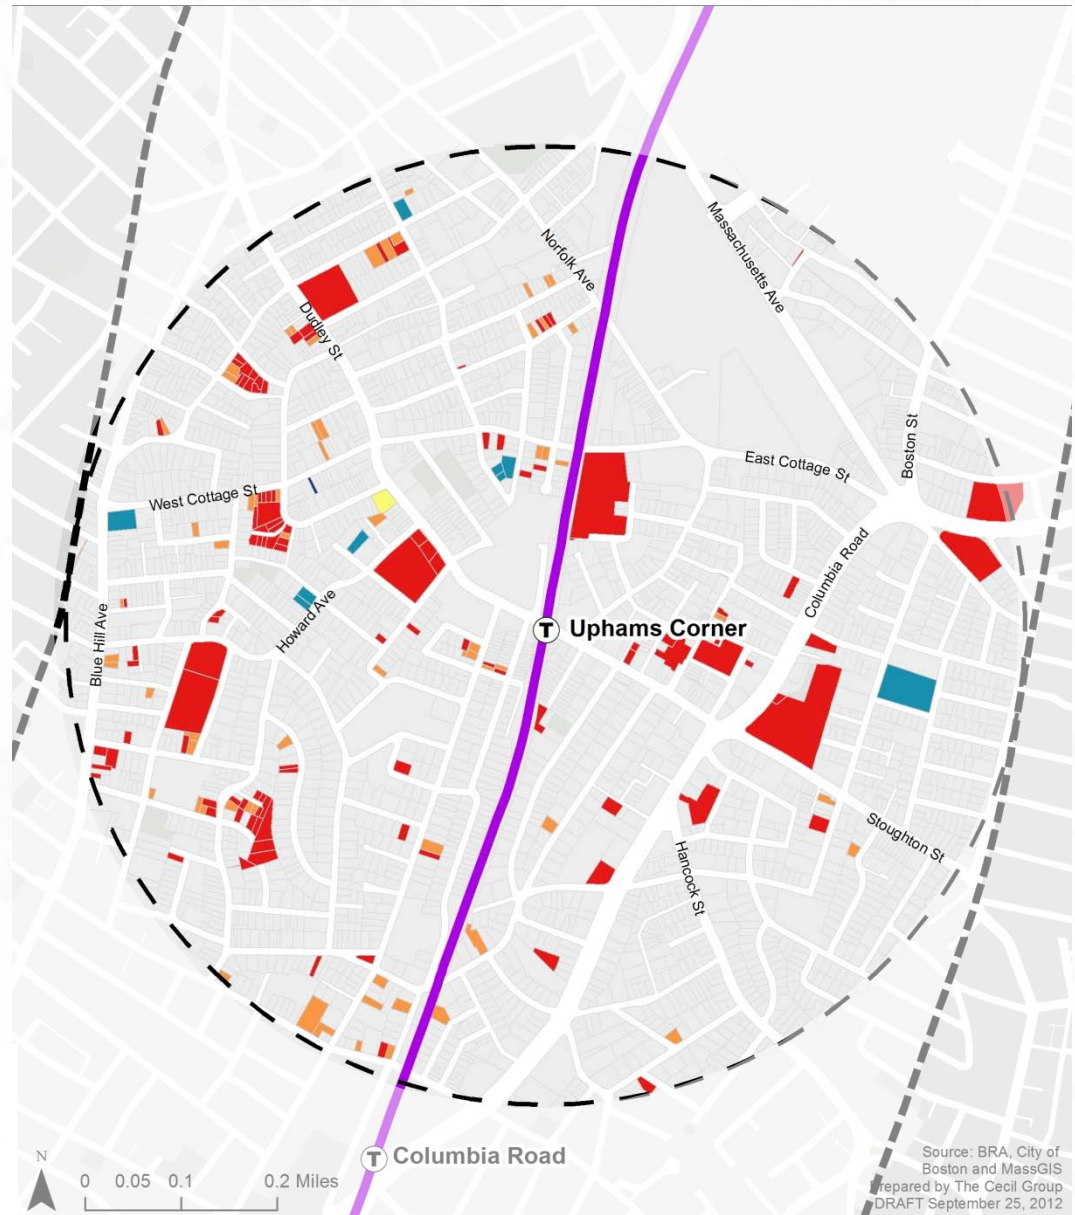 Norfolk Ave
Massachusetts Ave
Dudley St
Boston St
East Cottage St
West Cottage St
Columbia Road
Howard Ave
T Uphams Corner
Blue Hill Ave
Stoughton St
Hancock St
T Columbia Road
N
0 0.05 0.1 0.2 Miles
Source: BRA, City of
Boston and MassGIS
Prepared by The Cecil Group
DRAFT September 25, 2012